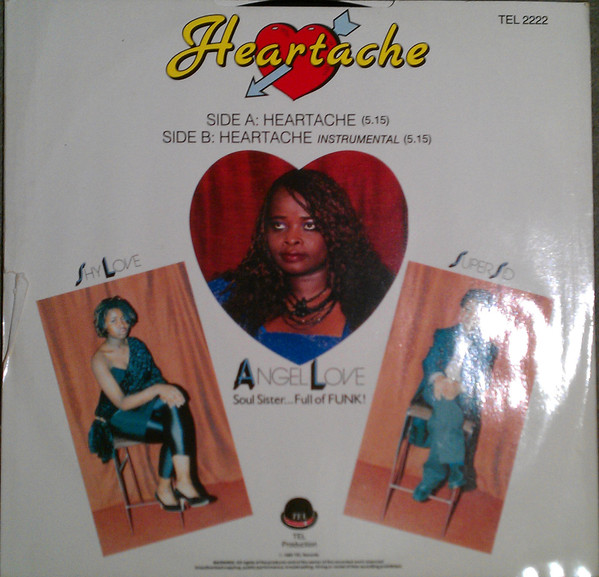 TEL 2222
Heartache
SIDE A: HEARTACHE (5.15)
SIDE B: HEARTACHE INSTRUMENTAL (5.15)
SHY LOVE
SUPER SID
ANGEL LOVE
Soul Sister... Full of FUNK!
TEL
TEL
Production